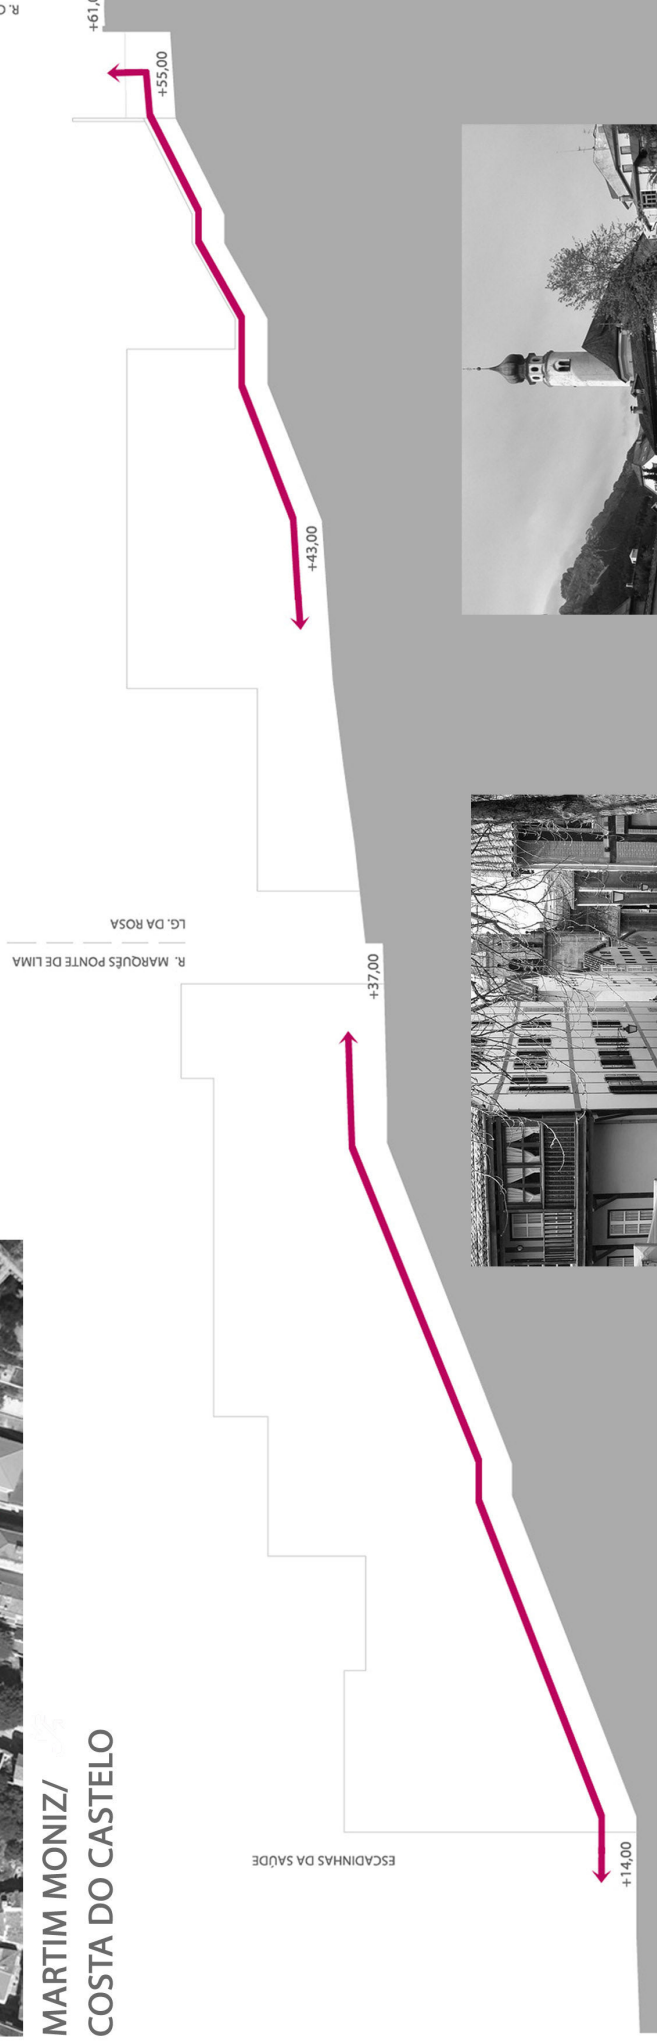 MARTIM MONIZ/
COSTA DO CASTELO
ESCADINHAS DA SAÚDE
+14,00
R. MARQUÊS PONTE DE LIMA
LG. DA ROSA
+37,00
+43,00
+55,00